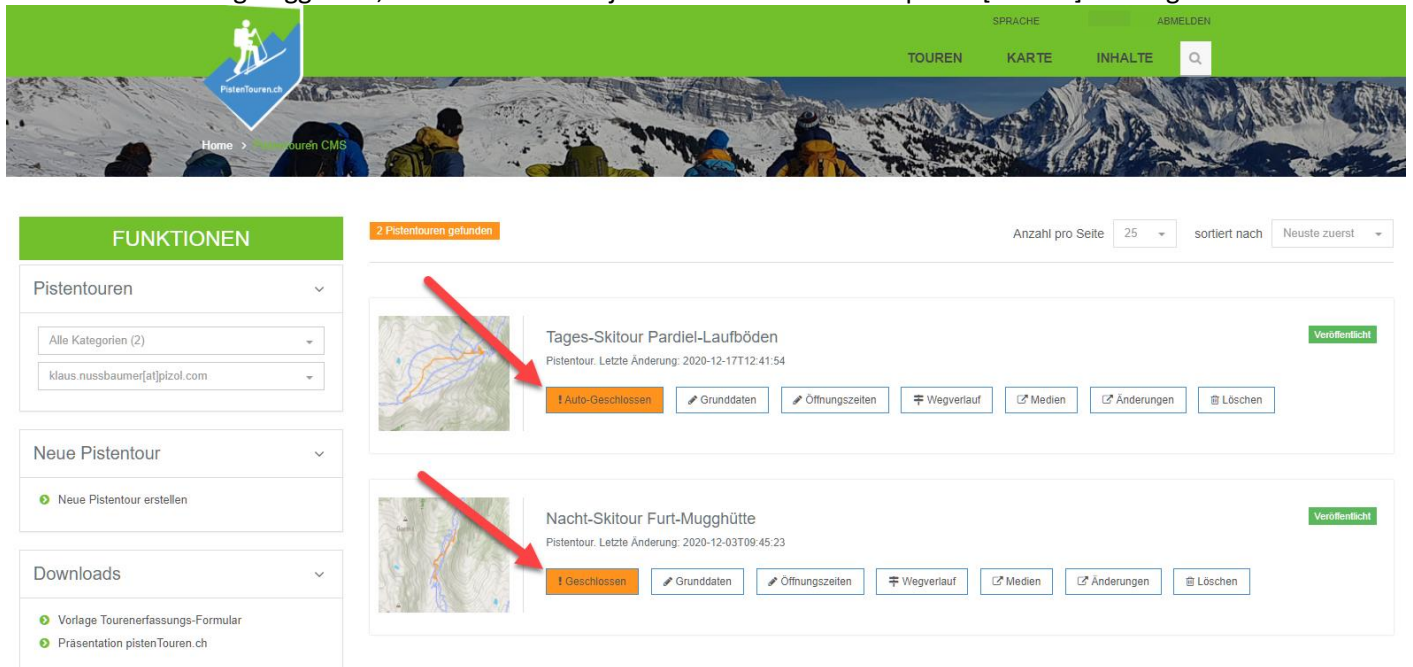 SPRACHE ABMELDEN
TOUREN KARTE INHALTE
PistenTouren.ch
Home > Pistentouren CMS
FUNKTIONEN
2 Pistentouren gefunden
Anzahl pro Seite 25 sortiert nach Neuste zuerst
Pistentouren
Alle Kategorien (2)
klaus.nussbaumer[at]pizol.com
Tages-Skitour Pardiel-Laufböden
Veröffentlicht
Pistentour. Letzte Änderung: 2020-12-17T12:41:54
! Auto-Geschlossen Grunddaten Öffnungszeiten Wegverlauf Medien Änderungen Löschen
Neue Pistentour
Neue Pistentour erstellen
Nacht-Skitour Furt-Mugghütte
Veröffentlicht
Pistentour. Letzte Änderung: 2020-12-03T09:45:23
! Geschlossen Grunddaten Öffnungszeiten Wegverlauf Medien Änderungen Löschen
Downloads
Vorlage Tourenerfassungs-Formular
Präsentation pistenTouren.ch